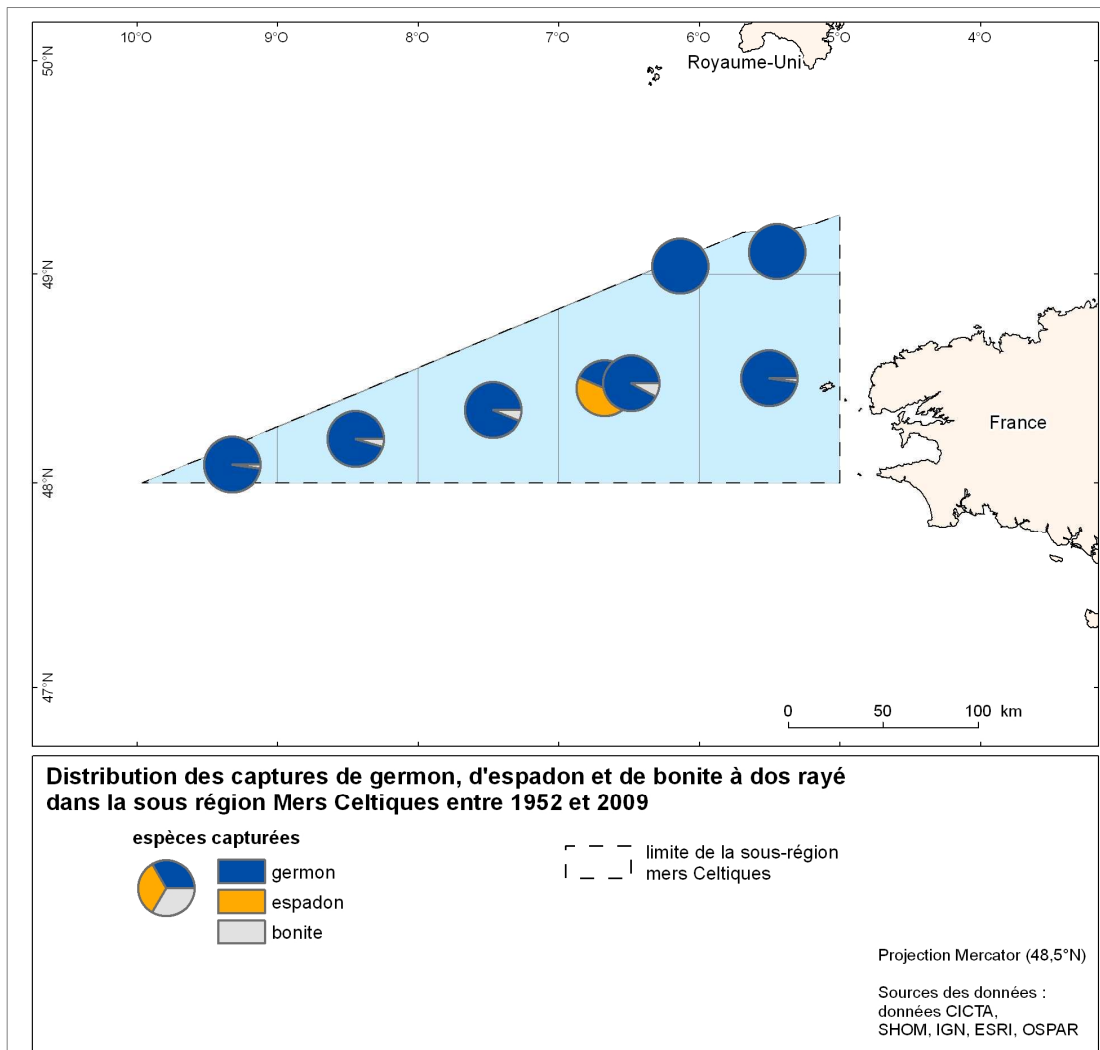 10°O 9°O 8°O 7°O 6°O 5°O 4°O
50°N
Royaume-Uni
49°N
France
48°N
47°N
0 50 100 km
Distribution des captures de germon, d'espadon et de bonite à dos rayé
dans la sous région Mers Celtiques entre 1952 et 2009
espèces capturées
germon
espadon
bonite
limite de la sous-région
mers Celtiques
Projection Mercator (48,5°N)
Sources des données :
données CICTA,
SHOM, IGN, ESRI, OSPAR